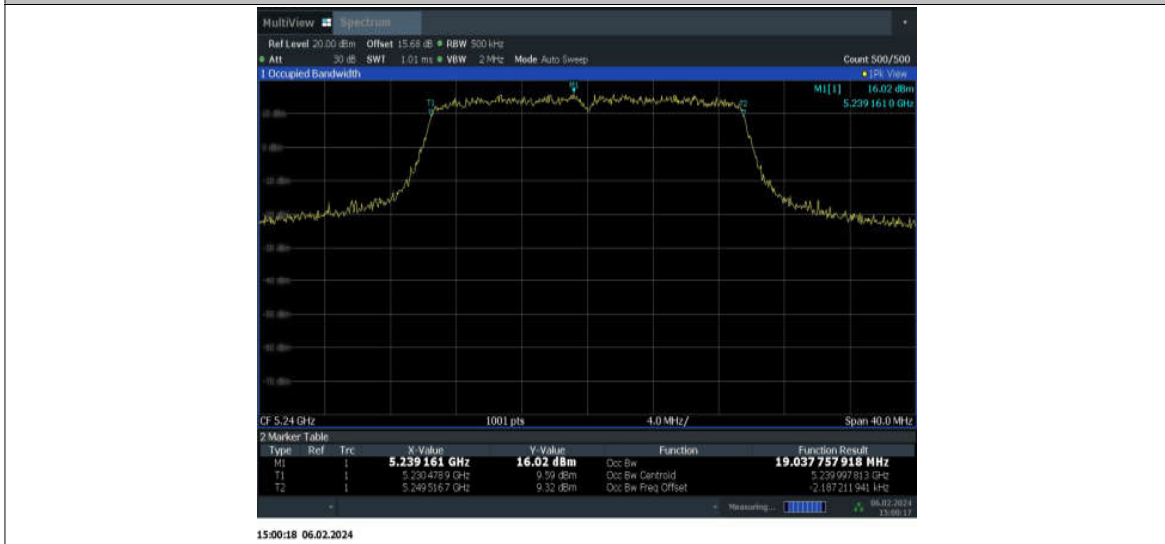 MultiView Spectrum
Ref Level 20.00 dBm Offset 15.68 dB RBW 500 kHz
Att 30 dB SWT 1.01 ms VBW 2 MHz Mode Auto Sweep Count 500/500
1 Occupied Bandwidth 1Pk View
M1[1] 16.02 dBm
5.239 161 0 GHz
M1
T1
T2
CF 5.24 GHz 1001 pts 4.0 MHz/ Span 40.0 MHz
2 Marker Table
Type Ref Trc X-Value Y-Value Function Function Result
M1 1 5.239 161 GHz 16.02 dBm Occ Bw 19.037 757 918 MHz
T1 1 5.230 478 9 GHz 9.59 dBm Occ Bw Centroid 5.239 997 813 GHz
T2 1 5.249 516 7 GHz 9.32 dBm Occ Bw Freq Offset -2.187 211 941 kHz
Measuring... 06.02.2024
15:00:17
15:00:18 06.02.2024